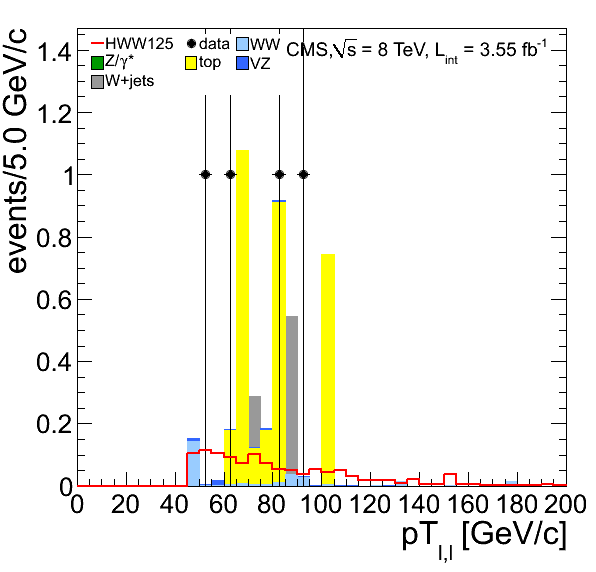 events/5.0 GeV/c
HWW125
data
WW
Z/γ*
top
VZ
W+jets
CMS,√s = 8 TeV, L_int = 3.55 fb⁻¹
1.4
1.2
1
0.8
0.6
0.4
0.2
0
0 20 40 60 80 100 120 140 160 180 200
pT_l,l [GeV/c]